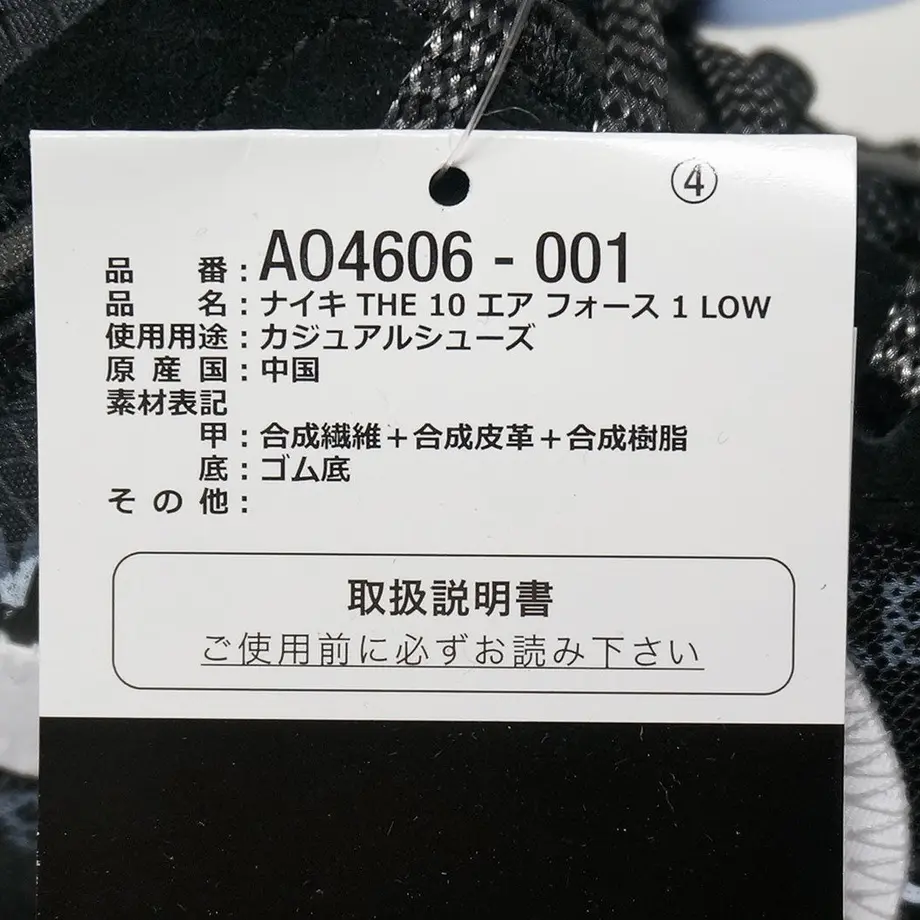 ④
品番：AO4606 - 001
品名：ナイキ THE 10 エア フォース 1 LOW
使用用途：カジュアルシューズ
原産国：中国
素材表記
甲：合成繊維＋合成皮革＋合成樹脂
底：ゴム底
その他：
取扱説明書
ご使用前に必ずお読み下さい